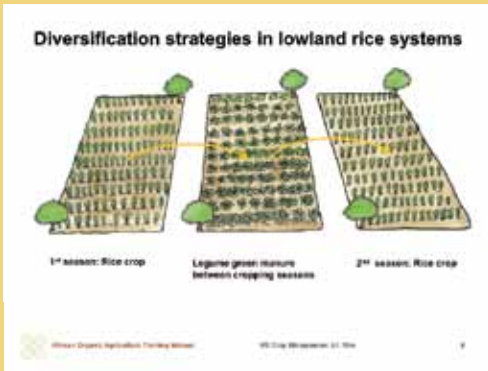 Diversification strategies in lowland rice systems
1st season: Rice crop
Legume green manure
between cropping seasons
2nd season: Rice crop
African Organic Agriculture Training Manual